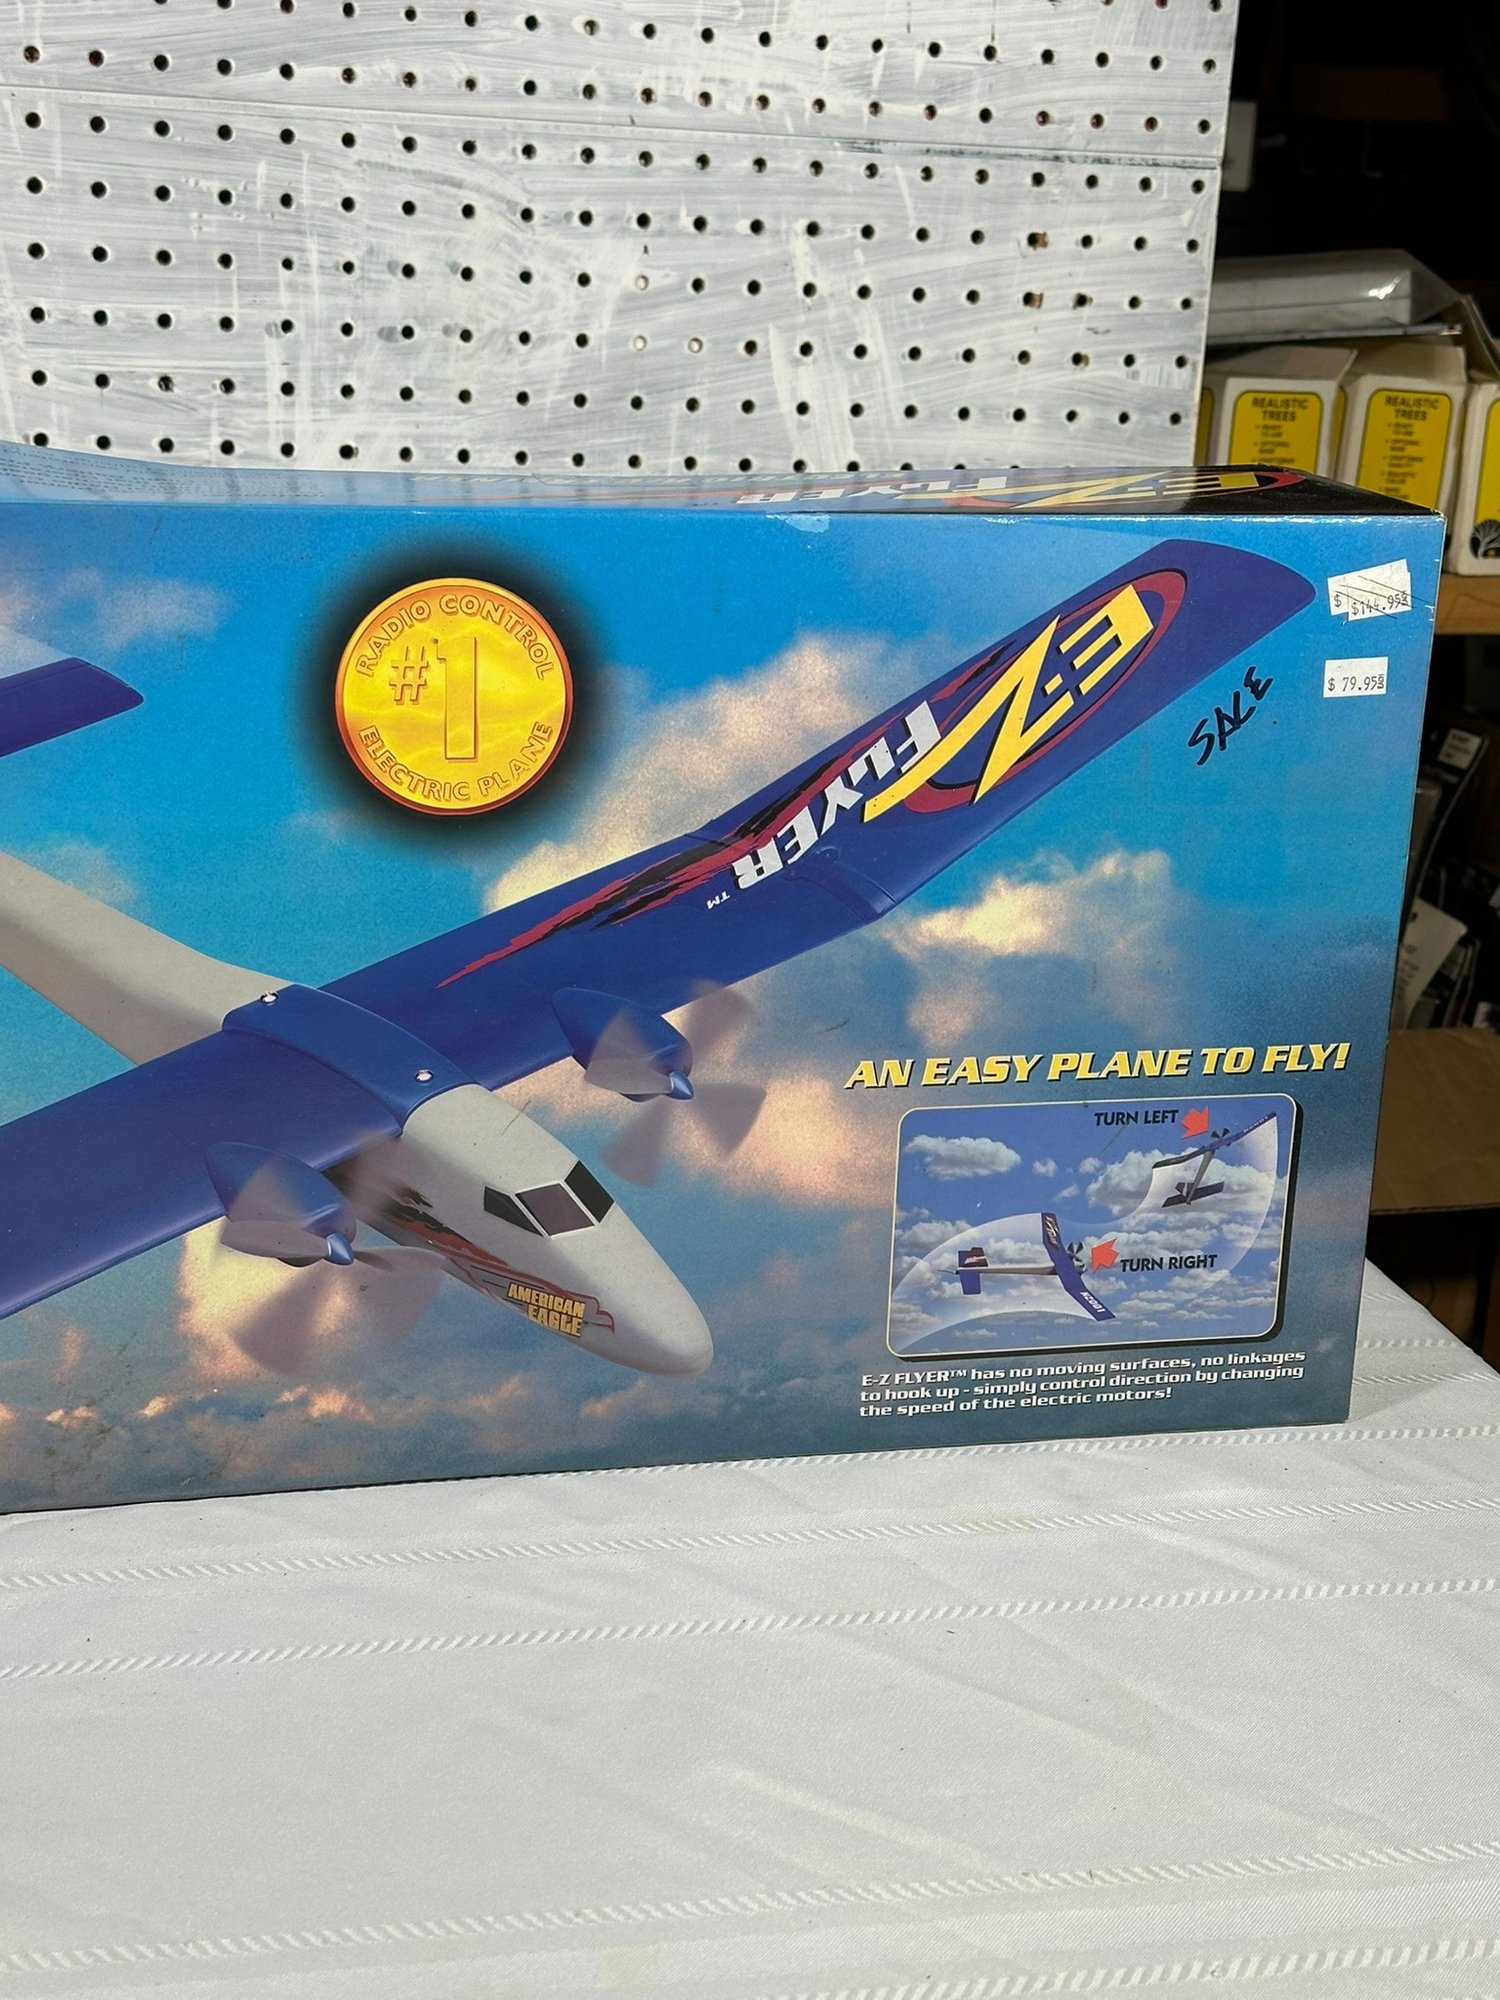 E-Z
FLYER
RADIO CONTROL
#1
ELECTRIC PLANE
E-Z
FLYER™
$ $144.95
$ 79.95
SALE
AMERICAN
EAGLE
AN EASY PLANE TO FLY!
TURN LEFT
TURN RIGHT
N2001
E-Z FLYER™ has no moving surfaces, no linkages
to hook up - simply control direction by changing
the speed of the electric motors!
REALISTIC
TREES
REALISTIC
TREES